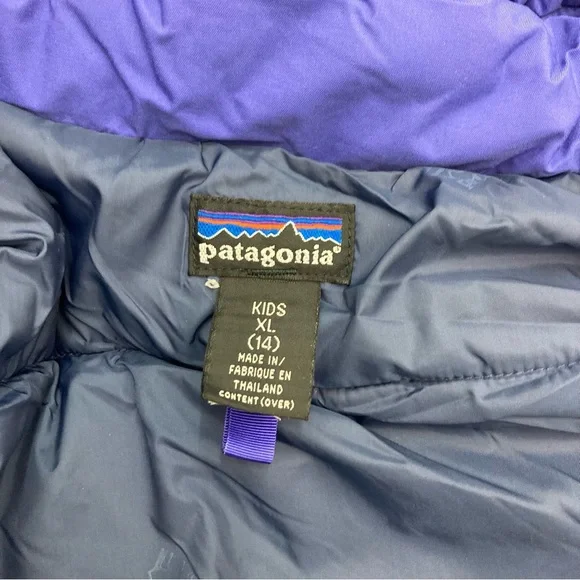 patagonia®
KIDS
XL
(14)
MADE IN/
FABRIQUE EN
THAILAND
CONTENT (OVER)